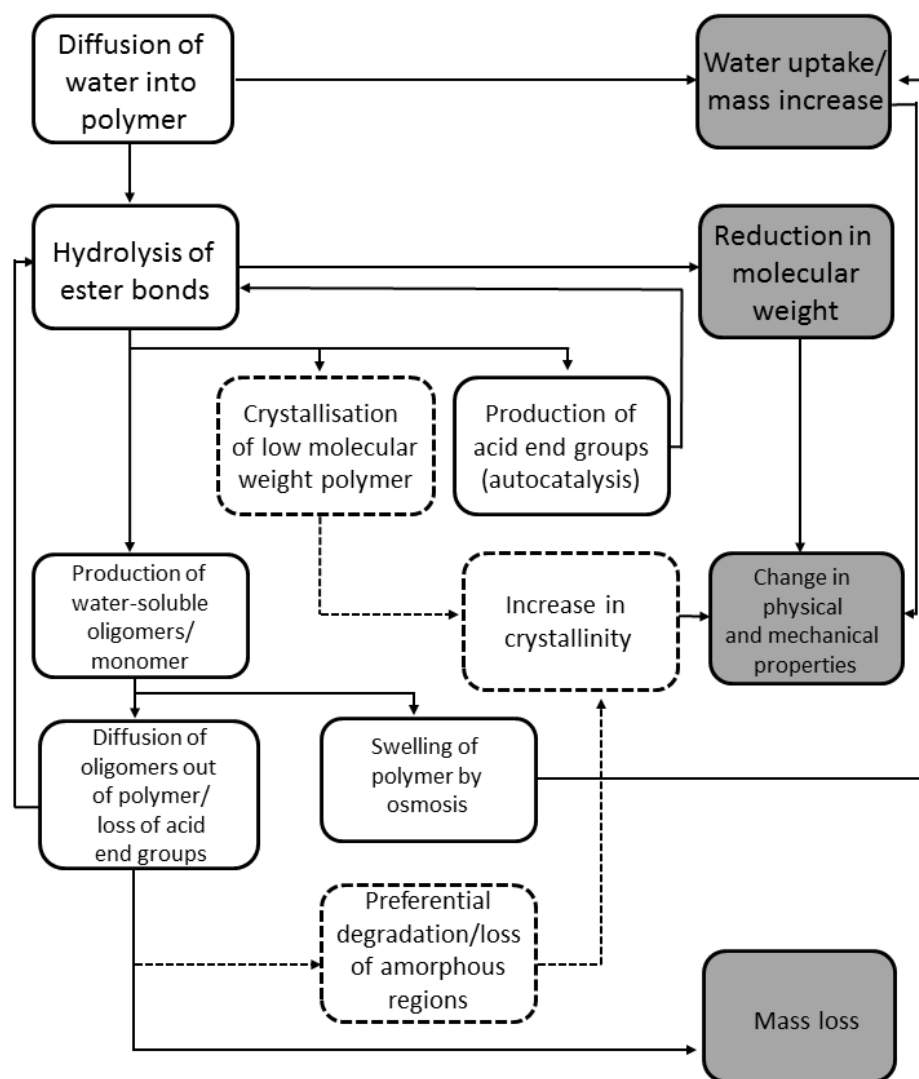 Diffusion of
water into
polymer
Water uptake/
mass increase
Hydrolysis of
ester bonds
Reduction in
molecular
weight
Crystallisation
of low molecular
weight polymer
Production of
acid end groups
(autocatalysis)
Production of
water-soluble
oligomers/
monomer
Increase in
crystallinity
Change in
physical
and mechanical
properties
Diffusion of
oligomers out
of polymer/
loss of acid
end groups
Swelling of
polymer by
osmosis
Preferential
degradation/loss
of amorphous
regions
Mass loss